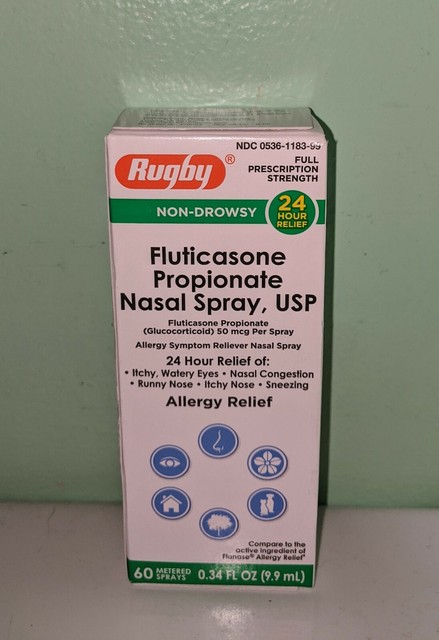 NDC 0536-1183-99
Rugby®
FULL
PRESCRIPTION
STRENGTH
NON-DROWSY
24
HOUR
RELIEF
Fluticasone
Propionate
Nasal Spray, USP
Fluticasone Propionate
(Glucocorticoid) 50 mcg Per Spray
Allergy Symptom Reliever Nasal Spray
24 Hour Relief of:
• Itchy, Watery Eyes • Nasal Congestion
• Runny Nose • Itchy Nose • Sneezing
Allergy Relief
Compare to the
active ingredient of
Flonase® Allergy Relief*
60 METERED
SPRAYS
0.34 FL OZ (9.9 mL)